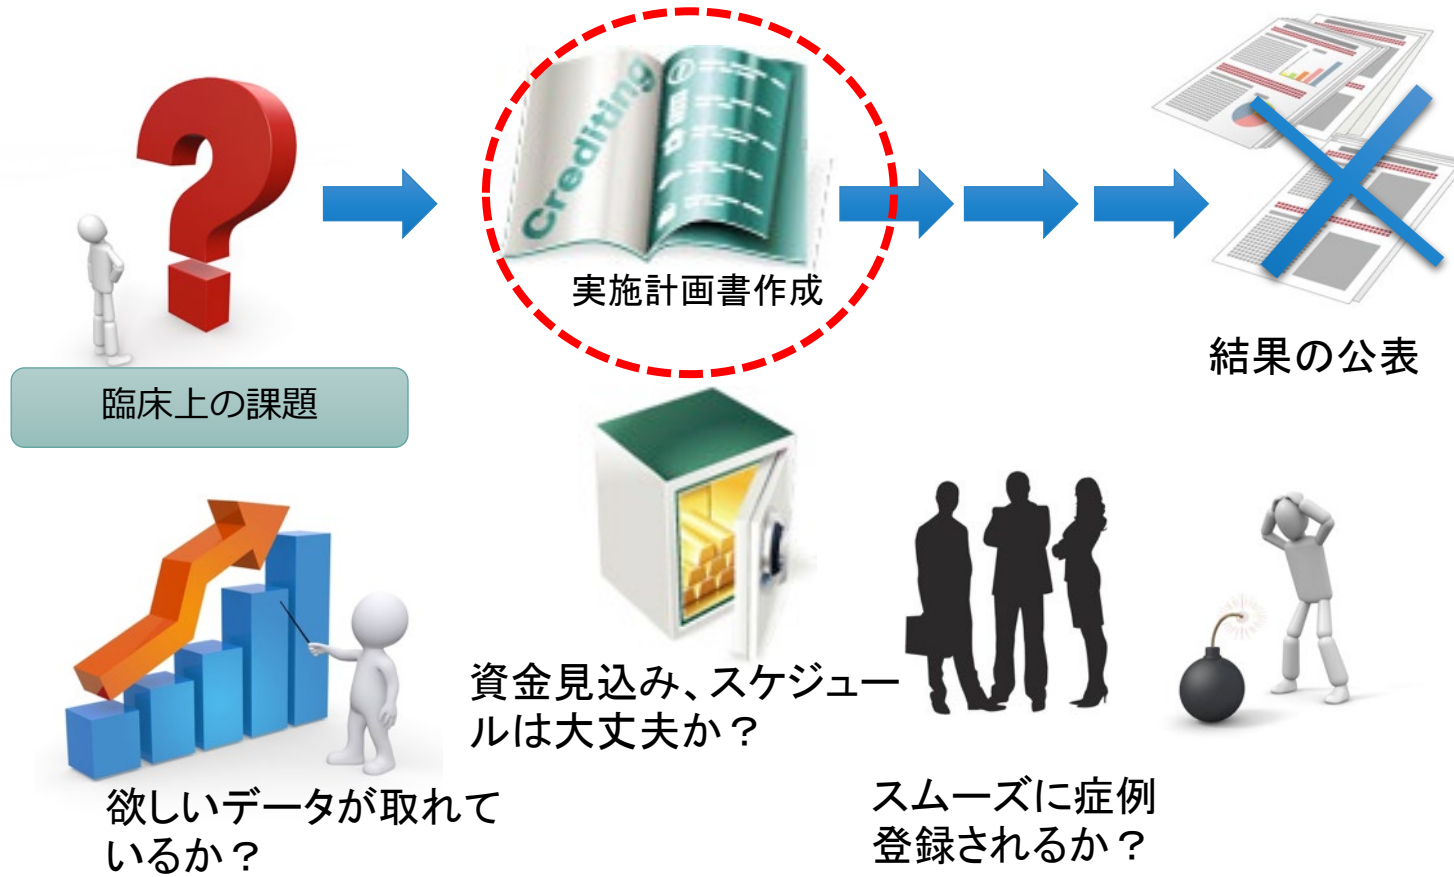 Crediting
実施計画書作成
結果の公表
臨床上の課題
資金見込み、スケジュー
ルは大丈夫か？
欲しいデータが取れて
いるか？
スムーズに症例
登録されるか？